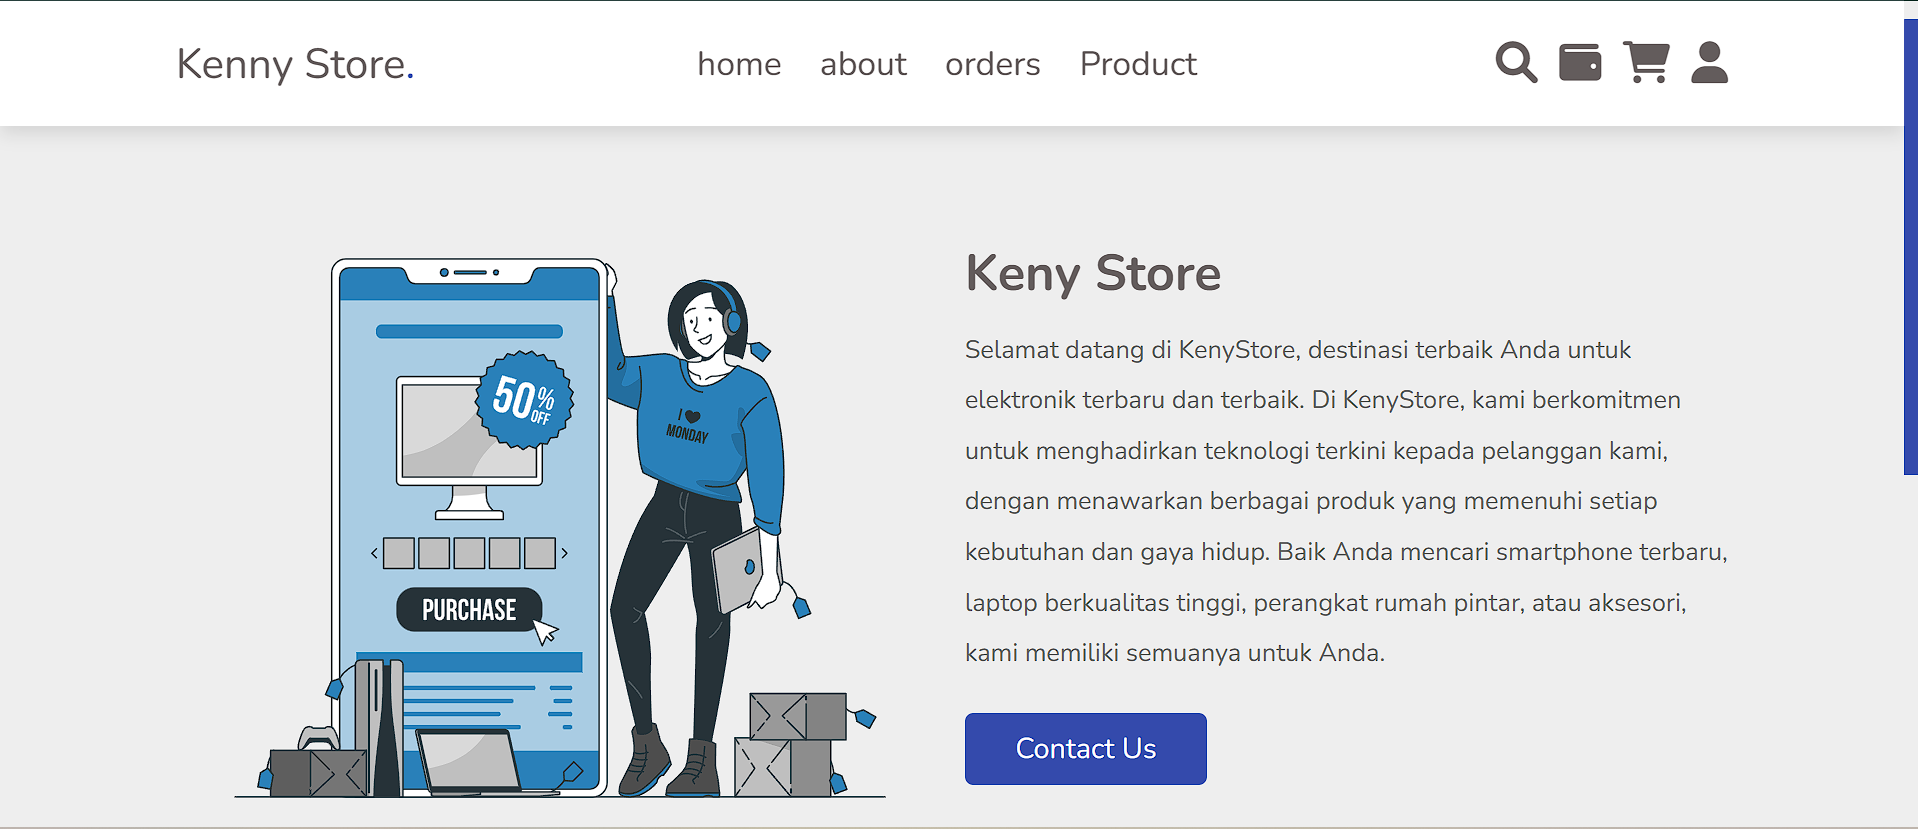 Kenny Store.
home about orders Product
Keny Store
Selamat datang di KenyStore, destinasi terbaik Anda untuk
elektronik terbaru dan terbaik. Di KenyStore, kami berkomitmen
untuk menghadirkan teknologi terkini kepada pelanggan kami,
dengan menawarkan berbagai produk yang memenuhi setiap
kebutuhan dan gaya hidup. Baik Anda mencari smartphone terbaru,
laptop berkualitas tinggi, perangkat rumah pintar, atau aksesori,
kami memiliki semuanya untuk Anda.
Contact Us
50%
OFF
PURCHASE
I ♥
MONDAY